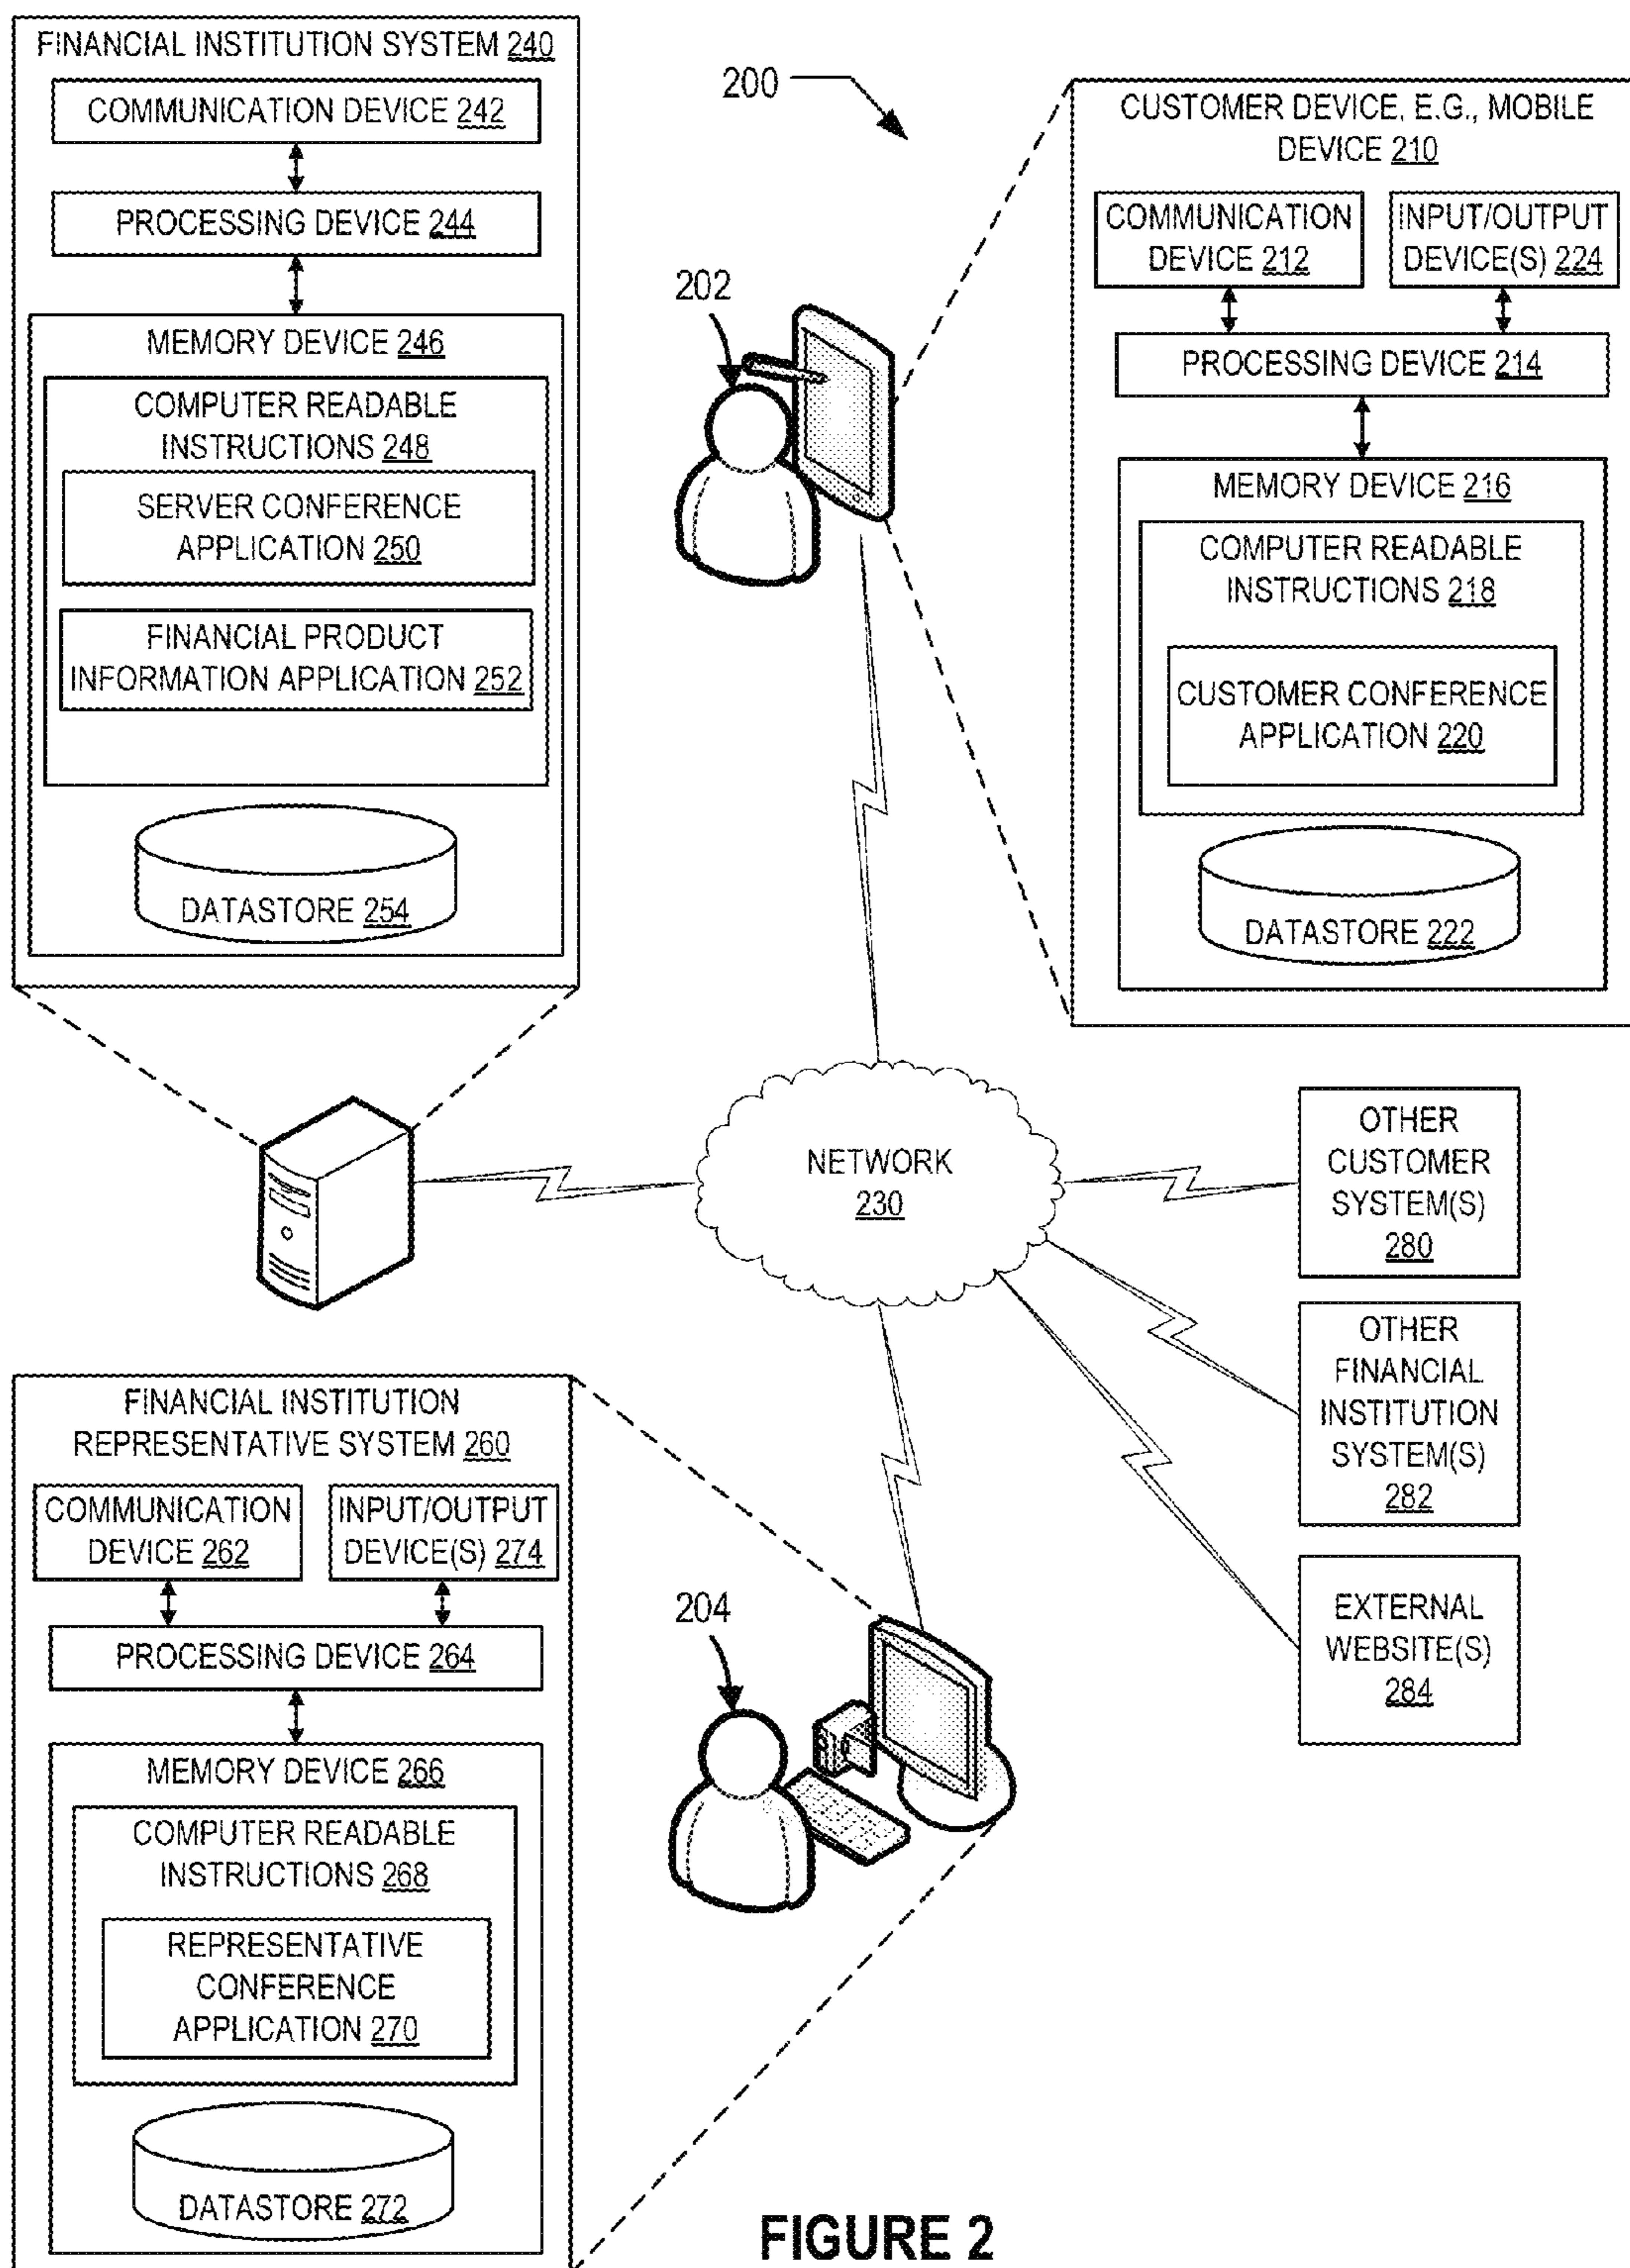 FINANCIAL INSTITUTION SYSTEM 240
COMMUNICATION DEVICE 242
PROCESSING DEVICE 244
MEMORY DEVICE 246
COMPUTER READABLE
INSTRUCTIONS 248
SERVER CONFERENCE
APPLICATION 250
FINANCIAL PRODUCT
INFORMATION APPLICATION 252
DATASTORE 254
200
202
CUSTOMER DEVICE, E.G., MOBILE
DEVICE 210
COMMUNICATION
DEVICE 212
INPUT/OUTPUT
DEVICE(S) 224
PROCESSING DEVICE 214
MEMORY DEVICE 216
COMPUTER READABLE
INSTRUCTIONS 218
CUSTOMER CONFERENCE
APPLICATION 220
DATASTORE 222
NETWORK
230
OTHER
CUSTOMER
SYSTEM(S)
280
OTHER
FINANCIAL
INSTITUTION
SYSTEM(S)
282
EXTERNAL
WEBSITE(S)
284
FINANCIAL INSTITUTION
REPRESENTATIVE SYSTEM 260
COMMUNICATION
DEVICE 262
INPUT/OUTPUT
DEVICE(S) 274
PROCESSING DEVICE 264
MEMORY DEVICE 266
COMPUTER READABLE
INSTRUCTIONS 268
REPRESENTATIVE
CONFERENCE
APPLICATION 270
DATASTORE 272
204
FIGURE 2